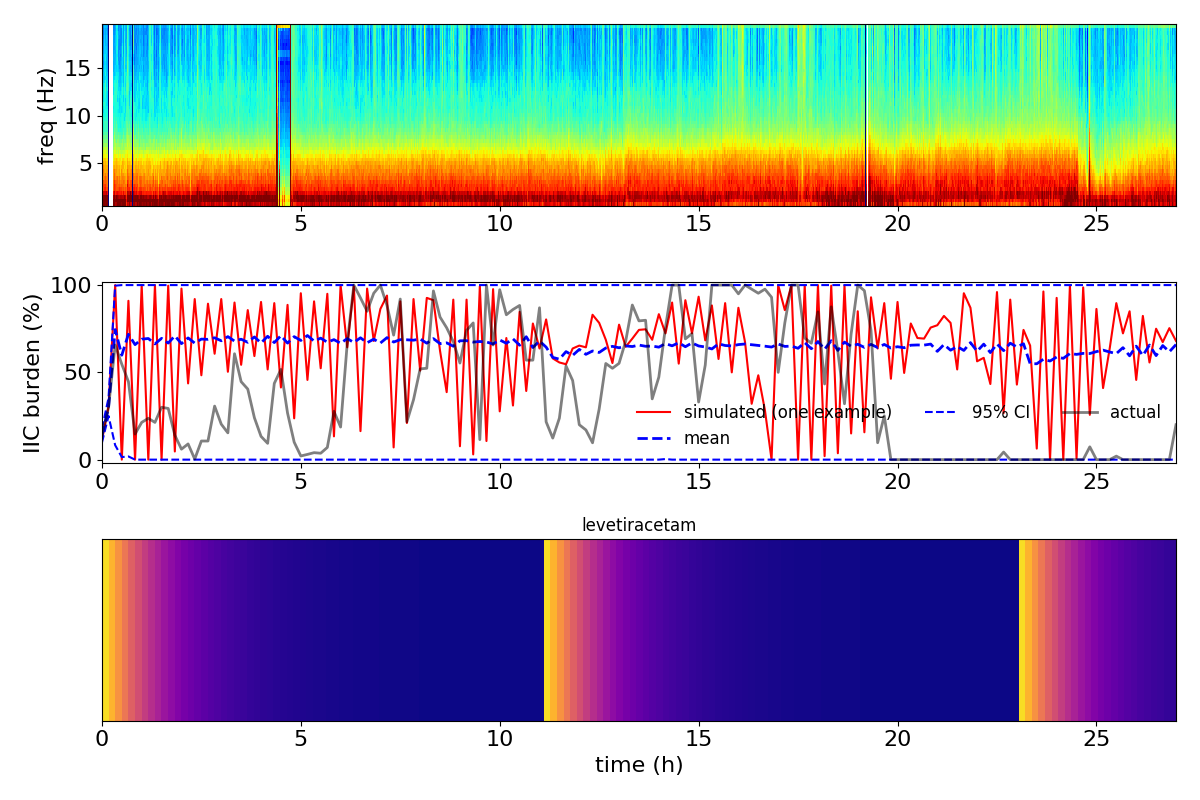 freq (Hz)
15
10
5
0 5 10 15 20 25
IIC burden (%)
100
50
0
simulated (one example)
mean
95% CI
actual
0 5 10 15 20 25
levetiracetam
0 5 10 15 20 25
time (h)